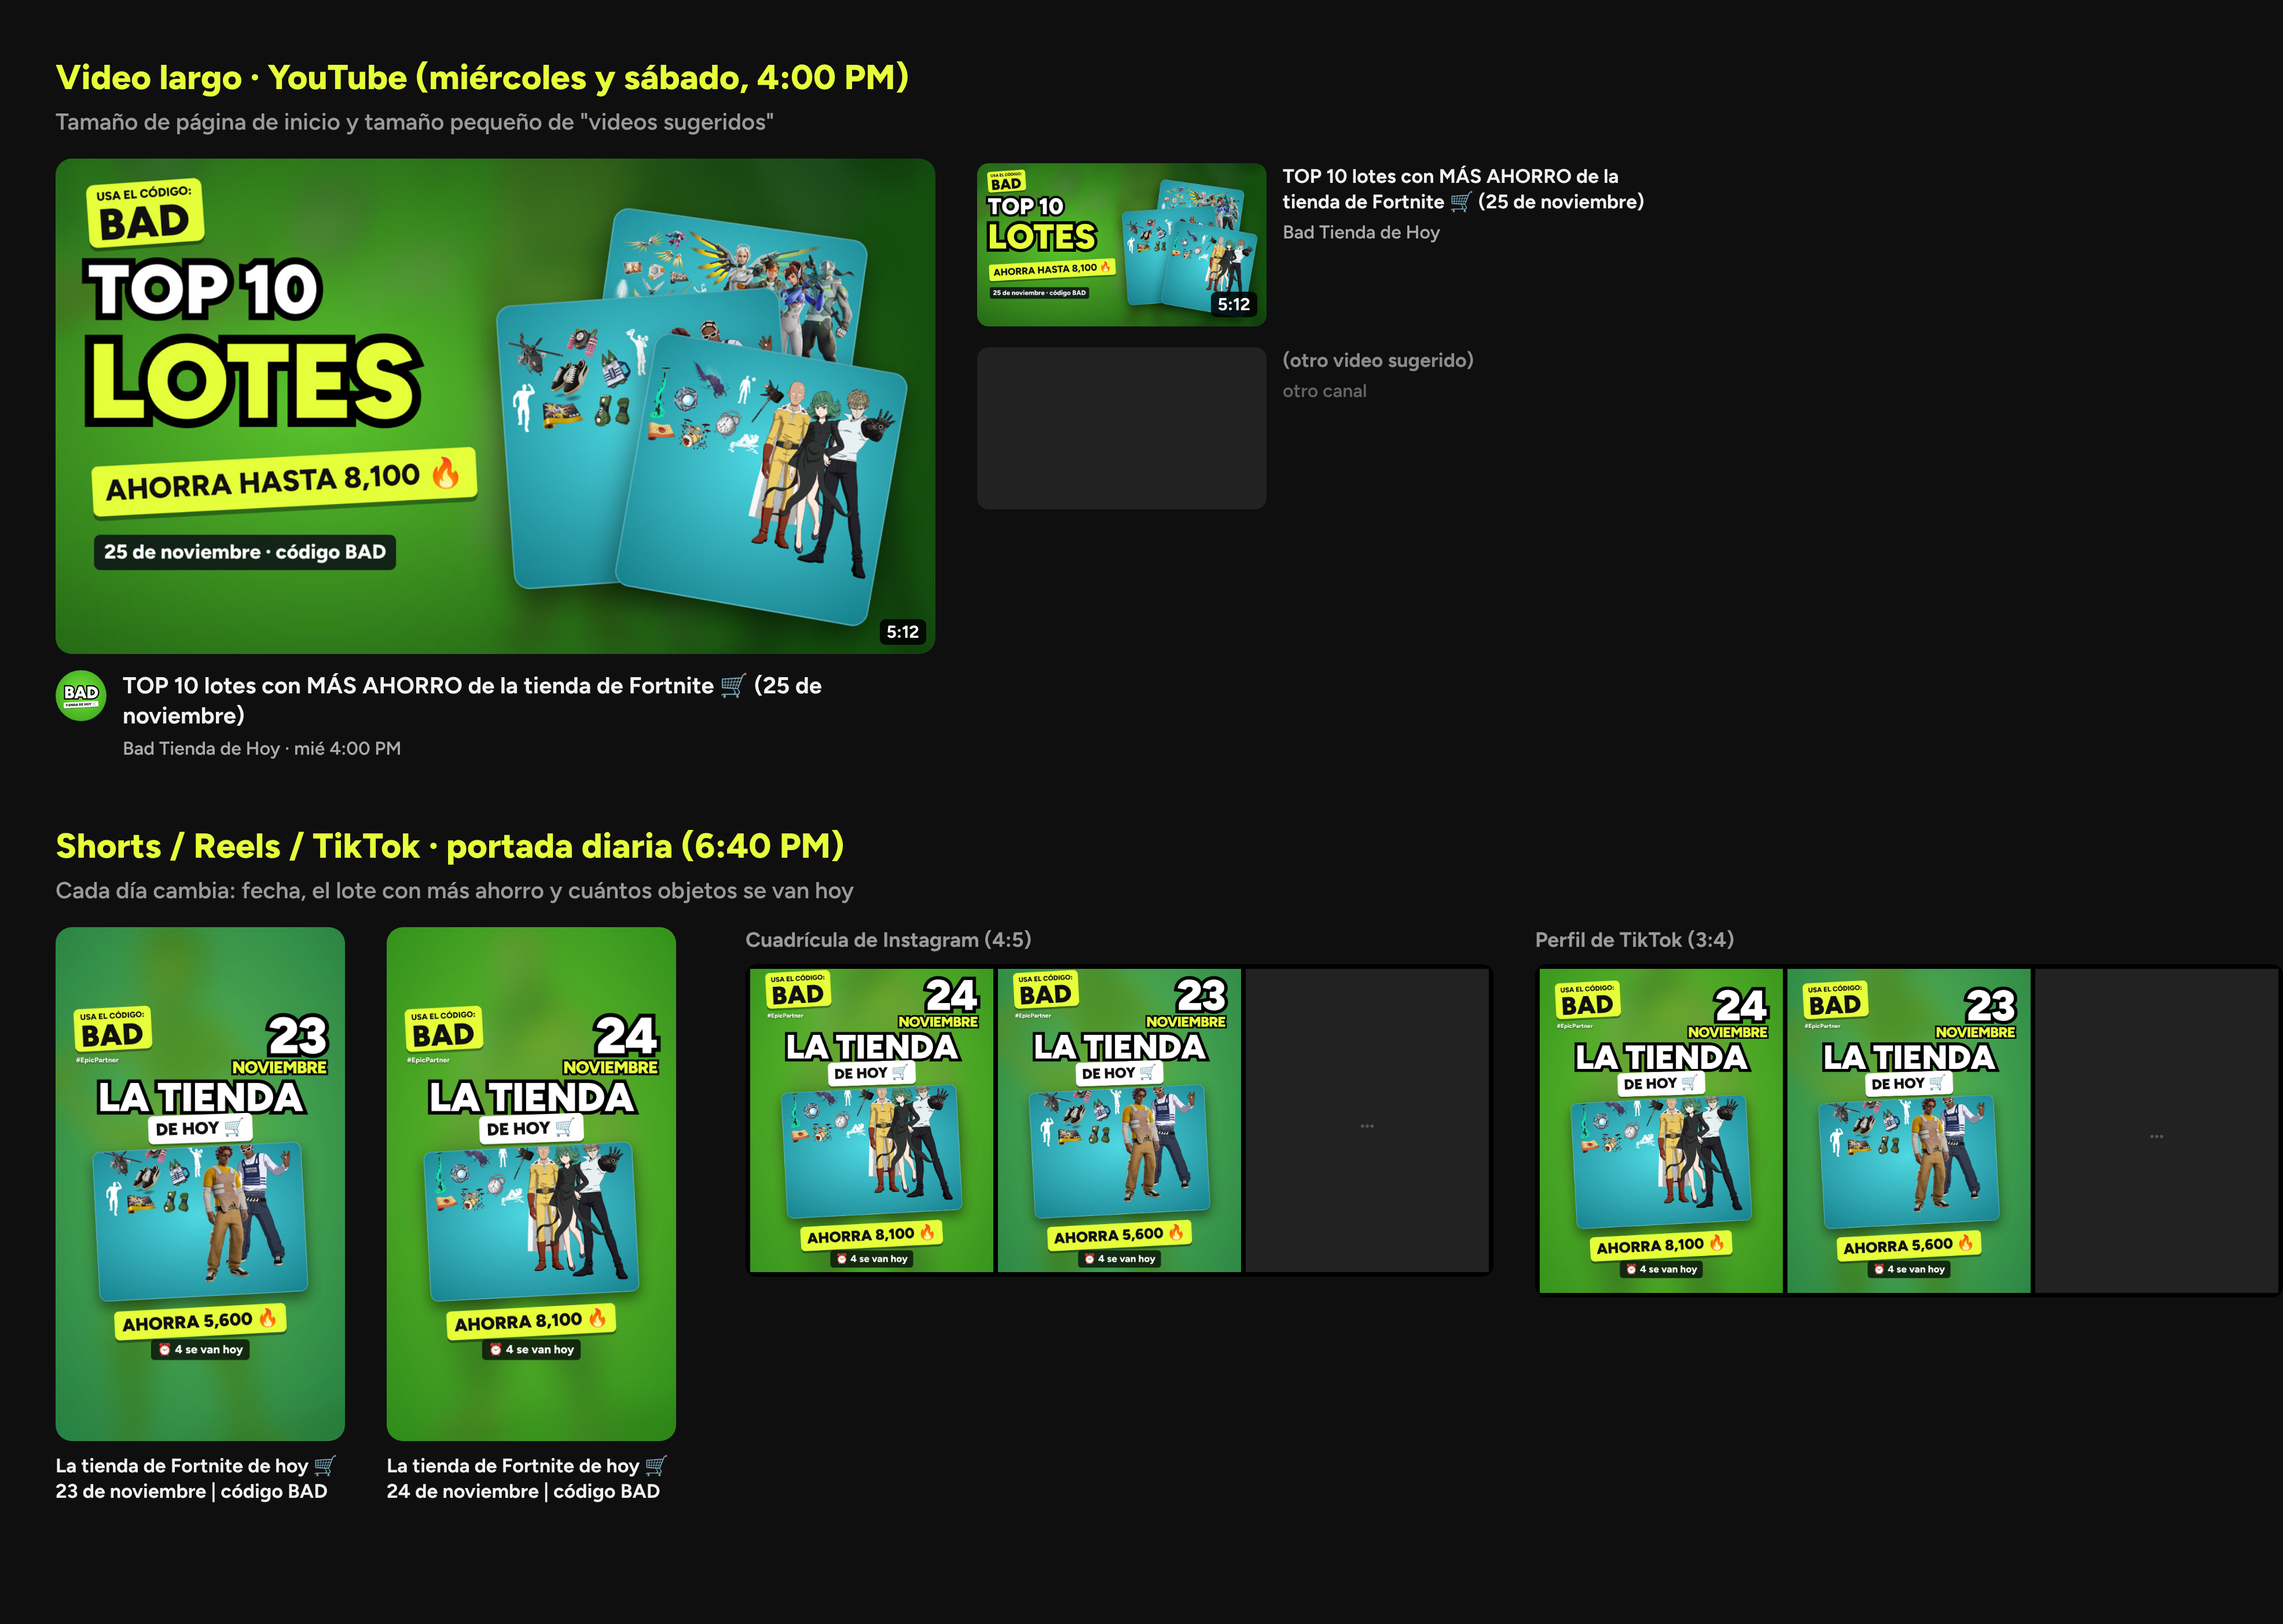 Video largo · YouTube (miércoles y sábado, 4:00 PM)
Tamaño de página de inicio y tamaño pequeño de "videos sugeridos"
USA EL CÓDIGO:
BAD
TOP 10
LOTES
AHORRA HASTA 8,100 🔥
25 de noviembre · código BAD
5:12
BAD
TIENDA DE HOY
TOP 10 lotes con MÁS AHORRO de la tienda de Fortnite 🛒 (25 de
noviembre)
Bad Tienda de Hoy · mié 4:00 PM
USA EL CÓDIGO:
BAD
TOP 10
LOTES
AHORRA HASTA 8,100 🔥
25 de noviembre · código BAD
5:12
TOP 10 lotes con MÁS AHORRO de la
tienda de Fortnite 🛒 (25 de noviembre)
Bad Tienda de Hoy
(otro video sugerido)
otro canal
Shorts / Reels / TikTok · portada diaria (6:40 PM)
Cada día cambia: fecha, el lote con más ahorro y cuántos objetos se van hoy
USA EL CÓDIGO:
BAD
#EpicPartner
23
NOVIEMBRE
LA TIENDA
DE HOY 🛒
AHORRA 5,600 🔥
⏰ 4 se van hoy
La tienda de Fortnite de hoy 🛒
23 de noviembre | código BAD
USA EL CÓDIGO:
BAD
#EpicPartner
24
NOVIEMBRE
LA TIENDA
DE HOY 🛒
AHORRA 8,100 🔥
⏰ 4 se van hoy
La tienda de Fortnite de hoy 🛒
24 de noviembre | código BAD
Cuadrícula de Instagram (4:5)
USA EL CÓDIGO:
BAD
#EpicPartner
24
NOVIEMBRE
LA TIENDA
DE HOY 🛒
AHORRA 8,100 🔥
⏰ 4 se van hoy
USA EL CÓDIGO:
BAD
#EpicPartner
23
NOVIEMBRE
LA TIENDA
DE HOY 🛒
AHORRA 5,600 🔥
⏰ 4 se van hoy
...
Perfil de TikTok (3:4)
USA EL CÓDIGO:
BAD
#EpicPartner
24
NOVIEMBRE
LA TIENDA
DE HOY 🛒
AHORRA 8,100 🔥
⏰ 4 se van hoy
USA EL CÓDIGO:
BAD
#EpicPartner
23
NOVIEMBRE
LA TIENDA
DE HOY 🛒
AHORRA 5,600 🔥
⏰ 4 se van hoy
...